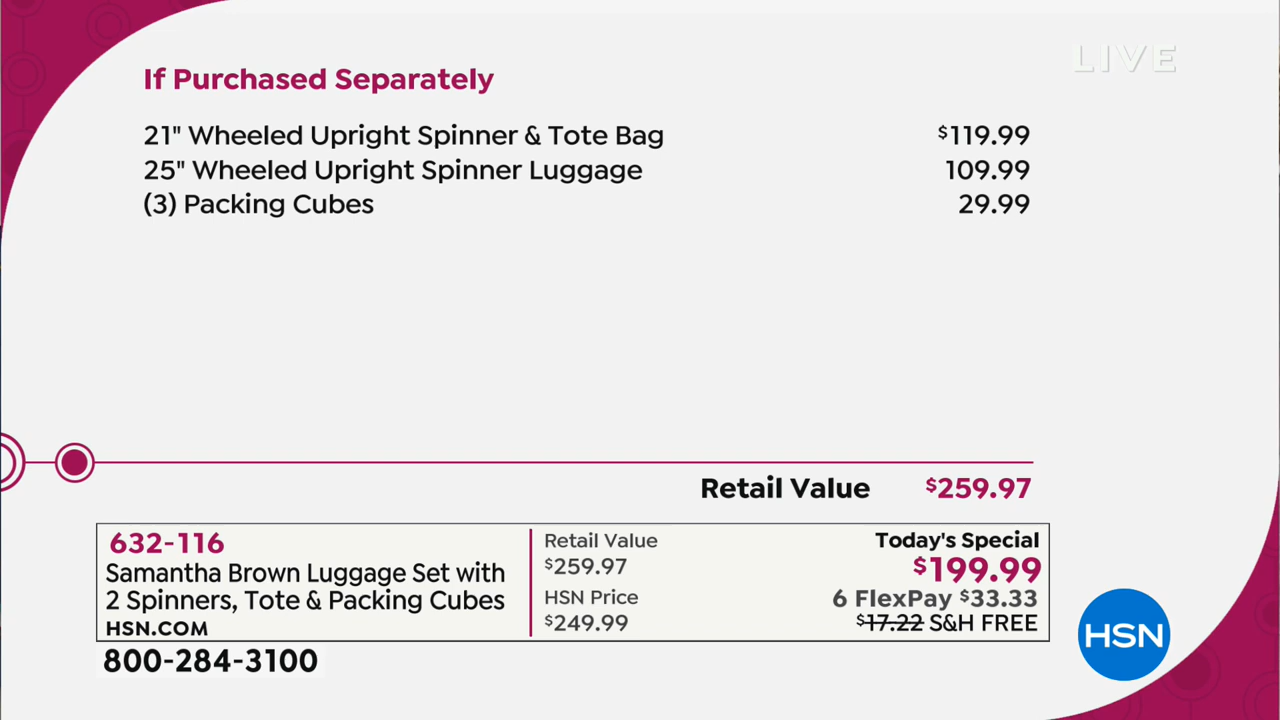 LIVE
If Purchased Separately
21" Wheeled Upright Spinner & Tote Bag $119.99
25" Wheeled Upright Spinner Luggage 109.99
(3) Packing Cubes 29.99
Retail Value $259.97
632-116
Samantha Brown Luggage Set with
2 Spinners, Tote & Packing Cubes
HSN.COM
Retail Value
$259.97
HSN Price
$249.99
Today's Special
$199.99
6 FlexPay $33.33
$17.22 S&H FREE
800-284-3100
HSN